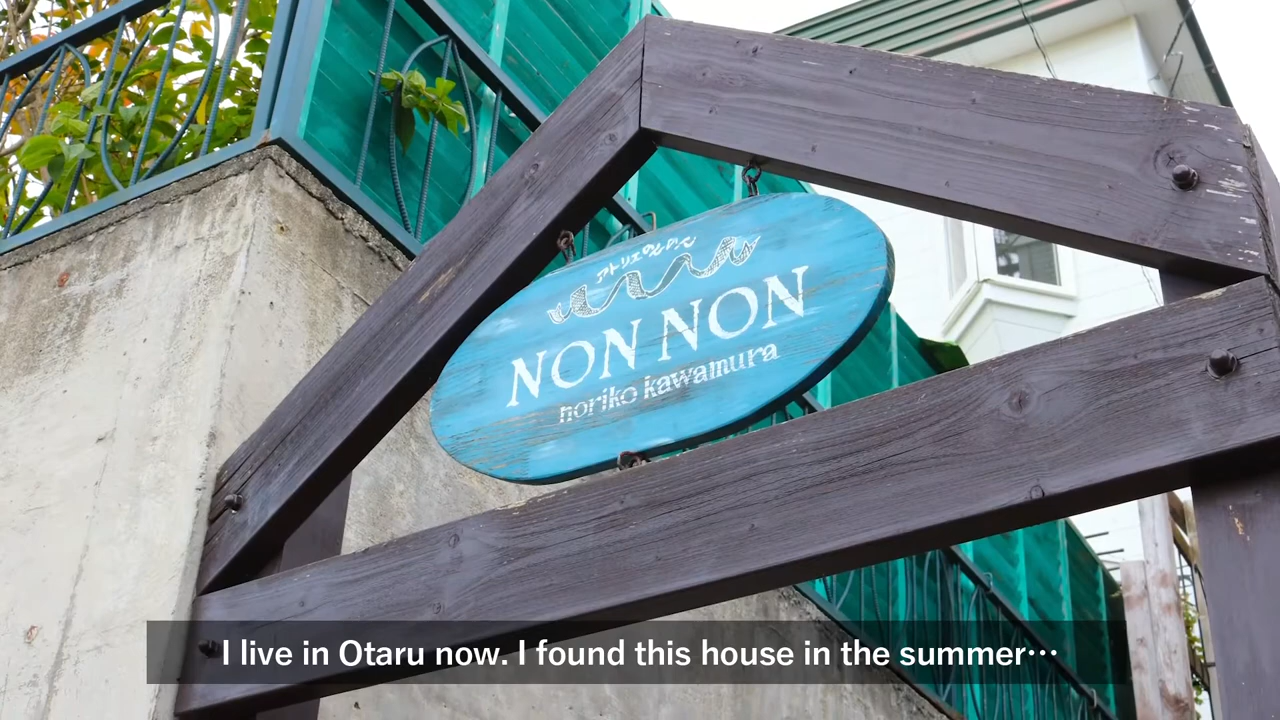 アトリエのんのん
NON NON
noriko kawamura
I live in Otaru now. I found this house in the summer…